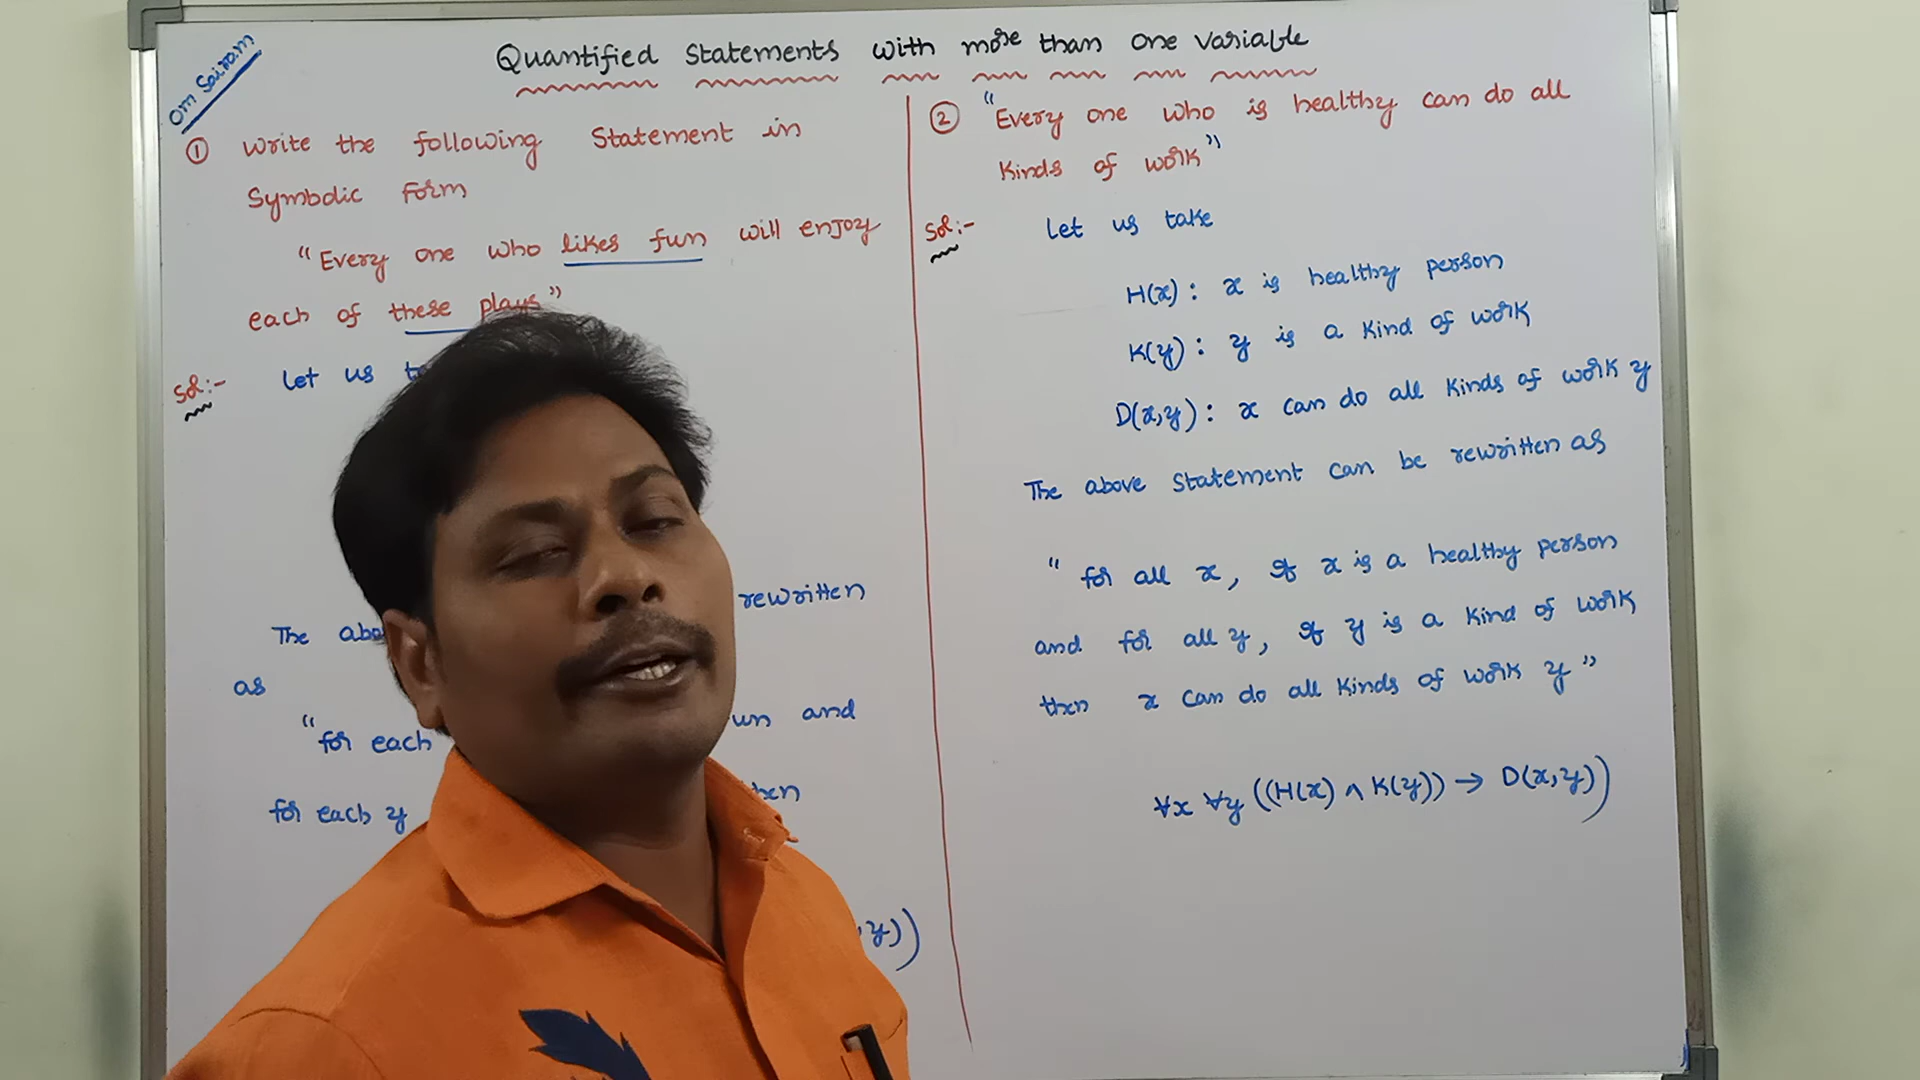 Om Sairam
Quantified Statements with more than one variable
① Write the following Statement in
Symbolic form
"Every one who likes fun will enjoy
each of these plays"
Sol:- Let us
rewritten
The
as
"for each
and
for each y
y))
② "Every one who is healthy can do all
kinds of work"
Sol:- Let us take
H(x): x is healthy person
K(y): y is a kind of work
D(x,y): x can do all kinds of work y
The above statement can be rewritten as
"for all x, if x is a healthy person
and for all y, if y is a kind of work
then x can do all kinds of work y"
∀x ∀y ((H(x) ∧ K(y)) → D(x,y))